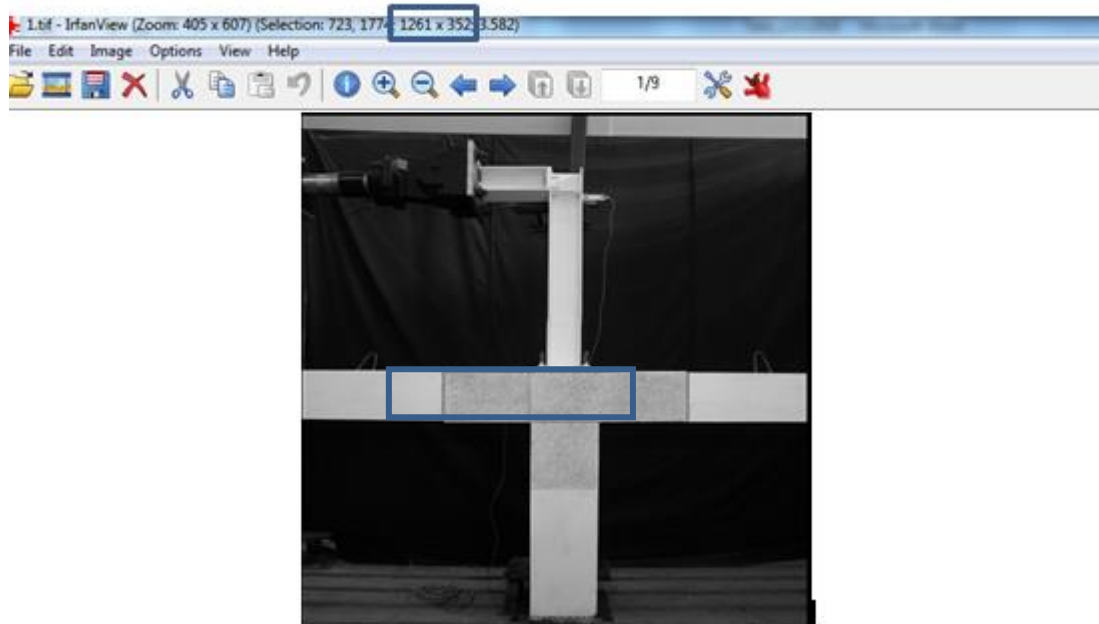 1.tif - IrfanView (Zoom: 405 x 607) (Selection: 723, 1774; 1261 x 352; 3.582)
File Edit Image Options View Help
1/9